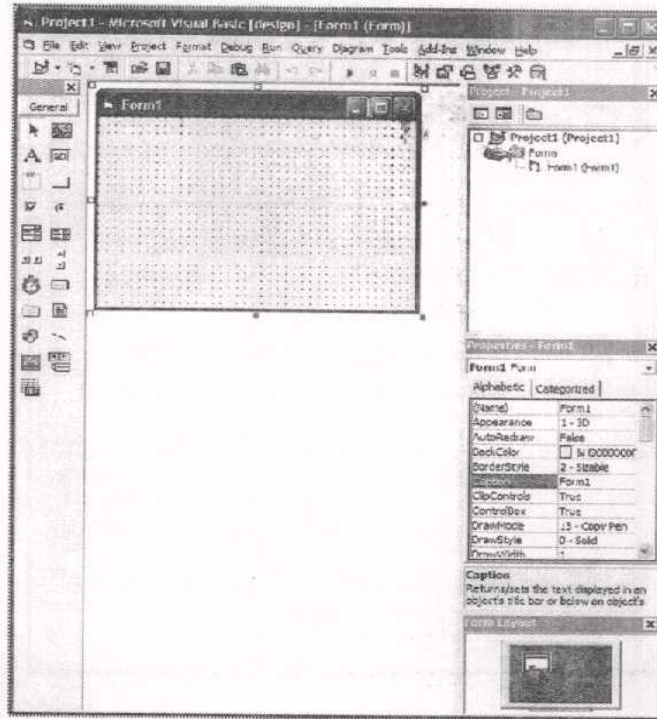 Project1 - Microsoft Visual Basic [design] - [Form1 (Form)]
File Edit View Project Format Debug Run Query Diagram Tools Add-Ins Window Help
General
Form1
Project - Project1
Project1 (Project1)
Forms
Form1 (Form1)
Properties - Form1
Form1 Form
Alphabetic Categorized
(Name) Form1
Appearance 1 - 3D
AutoRedraw False
BackColor
BorderStyle 2 - Sizable
Caption Form1
ClipControls True
ControlBox True
DrawMode 13 - Copy Pen
DrawStyle 0 - Solid
DrawWidth 1
Caption
Returns/sets the text displayed in an
object's title bar or below an object's
Form Layout